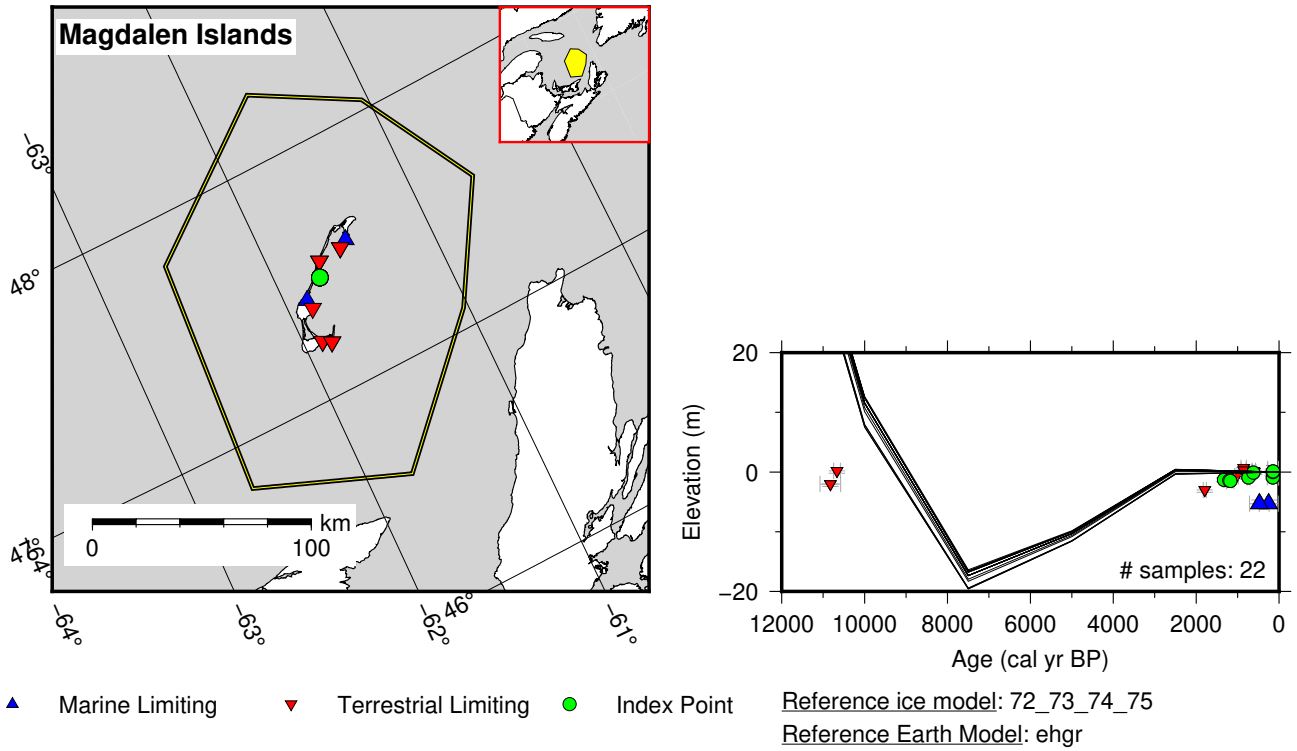 Magdalen Islands
−63°
48°
47°
−64°
km
0 100
−64°
−63°
−62°
46°
−61°
20
0
−20
Elevation (m)
# samples: 22
12000 10000 8000 6000 4000 2000 0
Age (cal yr BP)
Marine Limiting Terrestrial Limiting Index Point
Reference ice model: 72_73_74_75
Reference Earth Model: ehgr